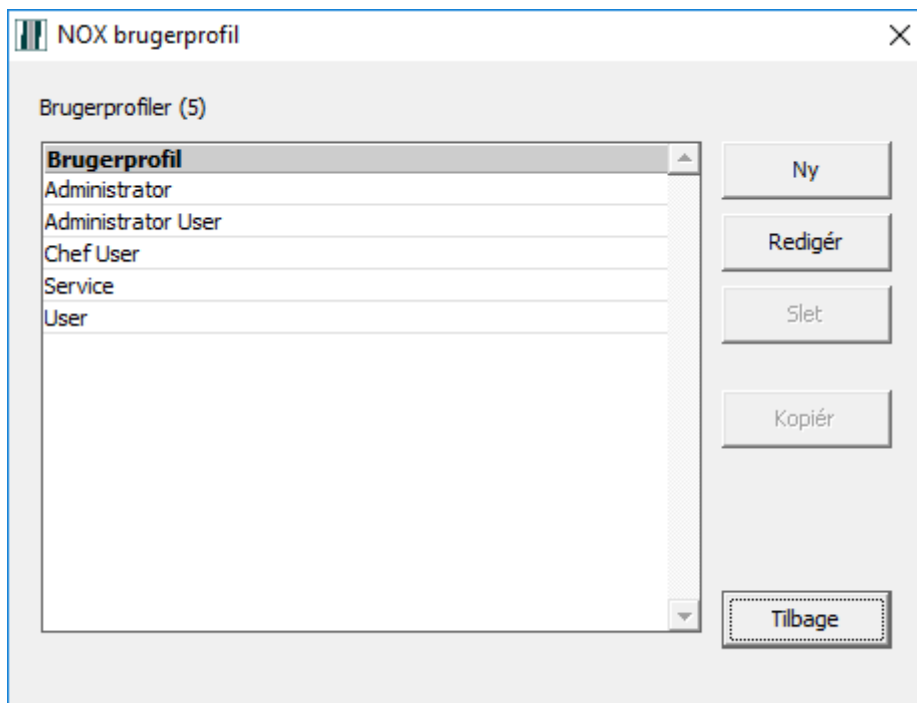 NOX brugerprofil
Brugerprofiler (5)
Brugerprofil
Administrator
Administrator User
Chef User
Service
User
Ny
Redigér
Slet
Kopiér
Tilbage